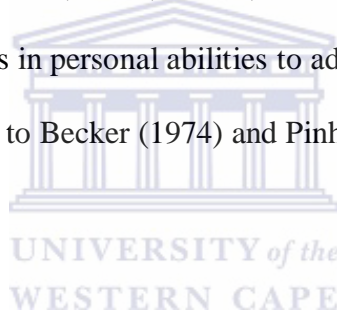 s in personal abilities to ad
to Becker (1974) and Pinh
UNIVERSITY of the
WESTERN CAPE